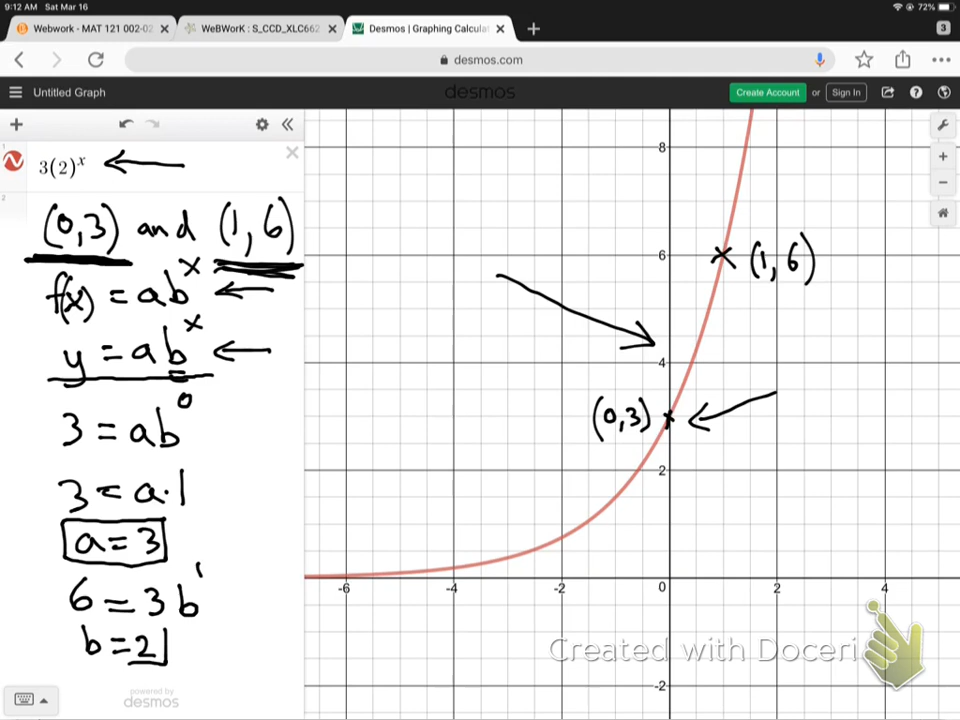 9:12 AM Sat Mar 16
72%
Webwork - MAT 121 002-02
WeBWorK : S_CCD_XLC662
Desmos | Graphing Calculat
3
desmos.com
Untitled Graph
desmos
Create Account or Sign In
1
3(2)^x
2
(0,3) and (1,6)
f(x) = ab^x
y = ab^x
3 = ab^0
3 = a·1
a = 3
6 = 3b^1
b = 2
powered by
desmos
8
6
4
2
-2
-6
-4
-2
0
2
4
(1,6)
(0,3)
Created with Doceri